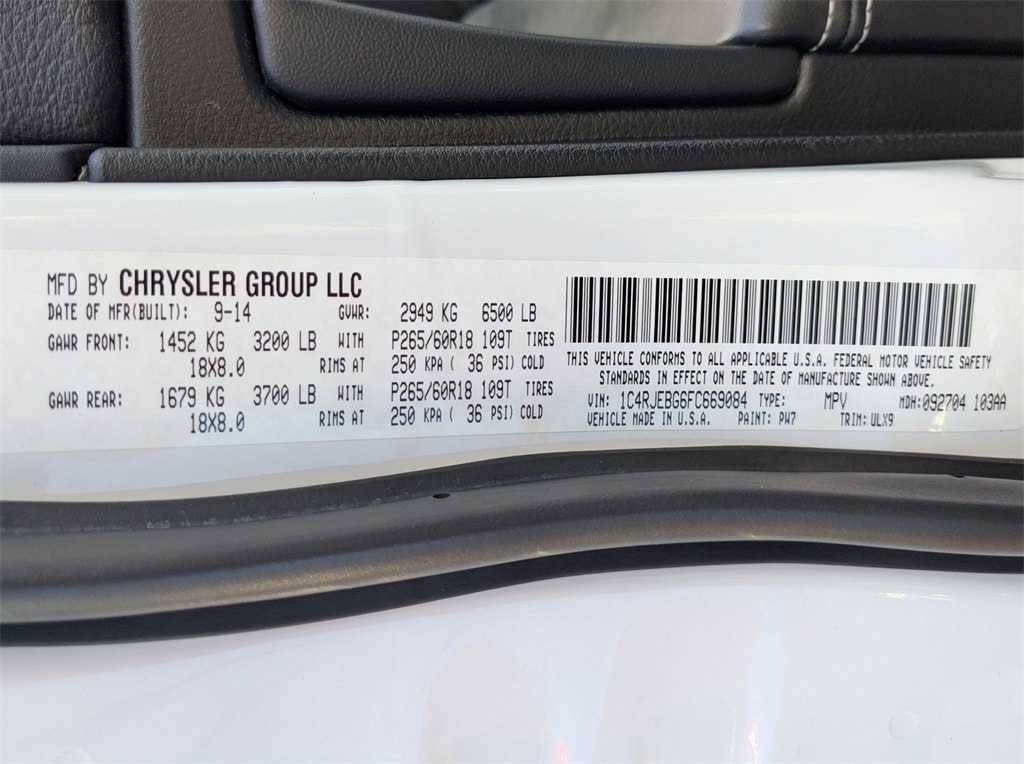 MFD BY CHRYSLER GROUP LLC
DATE OF MFR(BUILT): 9-14 GVWR: 2949 KG 6500 LB
GAWR FRONT: 1452 KG 3200 LB WITH P265/60R18 109T TIRES
18X8.0 RIMS AT 250 KPA ( 36 PSI) COLD
GAWR REAR: 1679 KG 3700 LB WITH P265/60R18 109T TIRES
18X8.0 RIMS AT 250 KPA ( 36 PSI) COLD
THIS VEHICLE CONFORMS TO ALL APPLICABLE U.S.A. FEDERAL MOTOR VEHICLE SAFETY
STANDARDS IN EFFECT ON THE DATE OF MANUFACTURE SHOWN ABOVE.
VIN: 1C4RJEBG6FC669084 TYPE: MPV MDH: 092704 103AA
VEHICLE MADE IN U.S.A. PAINT: PW7 TRIM: ULX9